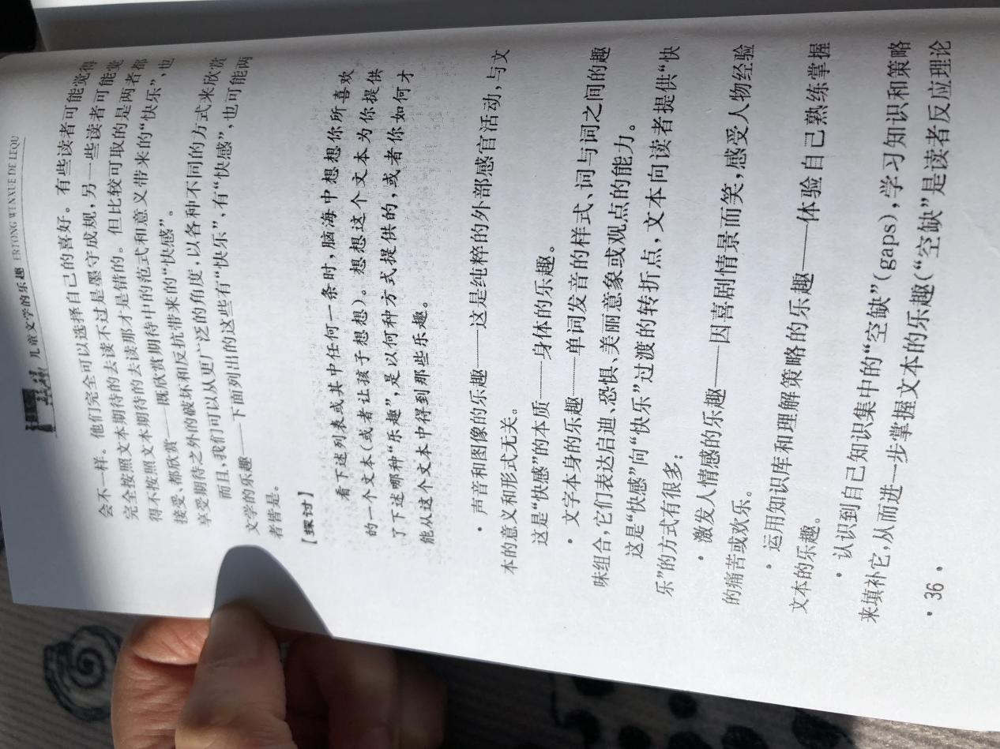 儿童文学的乐趣 ERTONG WENXUE DE LEQU
会不一样。他们完全可以选择自己的喜好。有些读者可能觉得
完全按照文本期待的去读不过是墨守成规,另一些读者可能觉
得不按照文本期待的去读那才是错的。但比较可取的是两者都
接受、都欣赏——既欣赏期待中的范式和意义带来的“快乐”,也
享受期待之外的破坏和反抗带来的“快感”。
而且,我们可以从更广泛的角度,以各种不同的方式来欣赏
文学的乐趣——下面列出的这些有“快乐”,有“快感”,也可能两
者皆是。
【探讨】
看下述列表或其中任何一条时,脑海中想想你所喜欢
的一个文本(或者让孩子想想)。想想这个文本为你提供
了下述哪种“乐趣”,是以何种方式提供的,或者你如何才
能从这个文本中得到那些乐趣。
• 声音和图像的乐趣——这是纯粹的外部感官活动,与文
本的意义和形式无关。
这是“快感”的本质——身体的乐趣。
• 文字本身的乐趣——单词发音的样式、词与词之间的趣
味组合,它们表达启迪、恐惧、美丽意象或观点的能力。
这是“快感”向“快乐”过渡的转折点,文本向读者提供“快
乐”的方式有很多:
• 激发人情感的乐趣——因喜剧情景而笑,感受人物经验
的痛苦或欢乐。
• 运用知识库和理解策略的乐趣——体验自己熟练掌握
文本的乐趣。
• 认识到自己知识集中的“空缺”(gaps),学习知识和策略
来填补它,从而进一步掌握文本的乐趣(“空缺”是读者反应理论
• 36 •